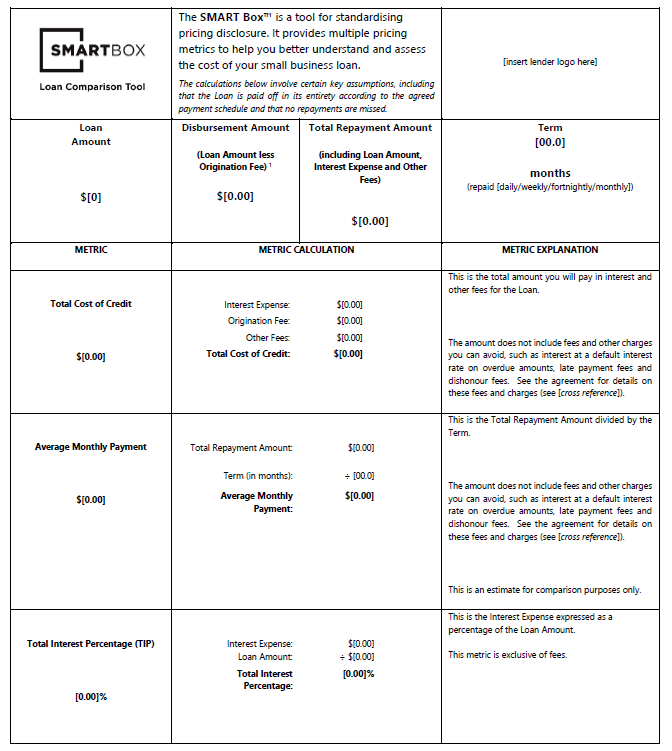 SMARTBOX
Loan Comparison Tool
The SMART Box™ is a tool for standardising
pricing disclosure. It provides multiple pricing
metrics to help you better understand and assess
the cost of your small business loan.
The calculations below involve certain key assumptions, including
that the Loan is paid off in its entirety according to the agreed
payment schedule and that no repayments are missed.
[insert lender logo here]
Loan
Amount
$[0]
Disbursement Amount
(Loan Amount less
Origination Fee) 1
$[0.00]
Total Repayment Amount
(including Loan Amount,
Interest Expense and Other
Fees)
$[0.00]
Term
[00.0]
months
(repaid [daily/weekly/fortnightly/monthly])
METRIC
METRIC CALCULATION
METRIC EXPLANATION
Total Cost of Credit
$[0.00]
Interest Expense: $[0.00]
Origination Fee: $[0.00]
Other Fees: $[0.00]
Total Cost of Credit: $[0.00]
This is the total amount you will pay in interest and
other fees for the Loan.
The amount does not include fees and other charges
you can avoid, such as interest at a default interest
rate on overdue amounts, late payment fees and
dishonour fees. See the agreement for details on
these fees and charges (see [cross reference]).
Average Monthly Payment
$[0.00]
Total Repayment Amount: $[0.00]
Term (in months): ÷ [00.0]
Average Monthly $[0.00]
Payment:
This is the Total Repayment Amount divided by the
Term.
The amount does not include fees and other charges
you can avoid, such as interest at a default interest
rate on overdue amounts, late payment fees and
dishonour fees. See the agreement for details on
these fees and charges (see [cross reference]).
This is an estimate for comparison purposes only.
Total Interest Percentage (TIP)
[0.00]%
Interest Expense: $[0.00]
Loan Amount: ÷ $[0.00]
Total Interest [0.00]%
Percentage:
This is the Interest Expense expressed as a
percentage of the Loan Amount.
This metric is exclusive of fees.